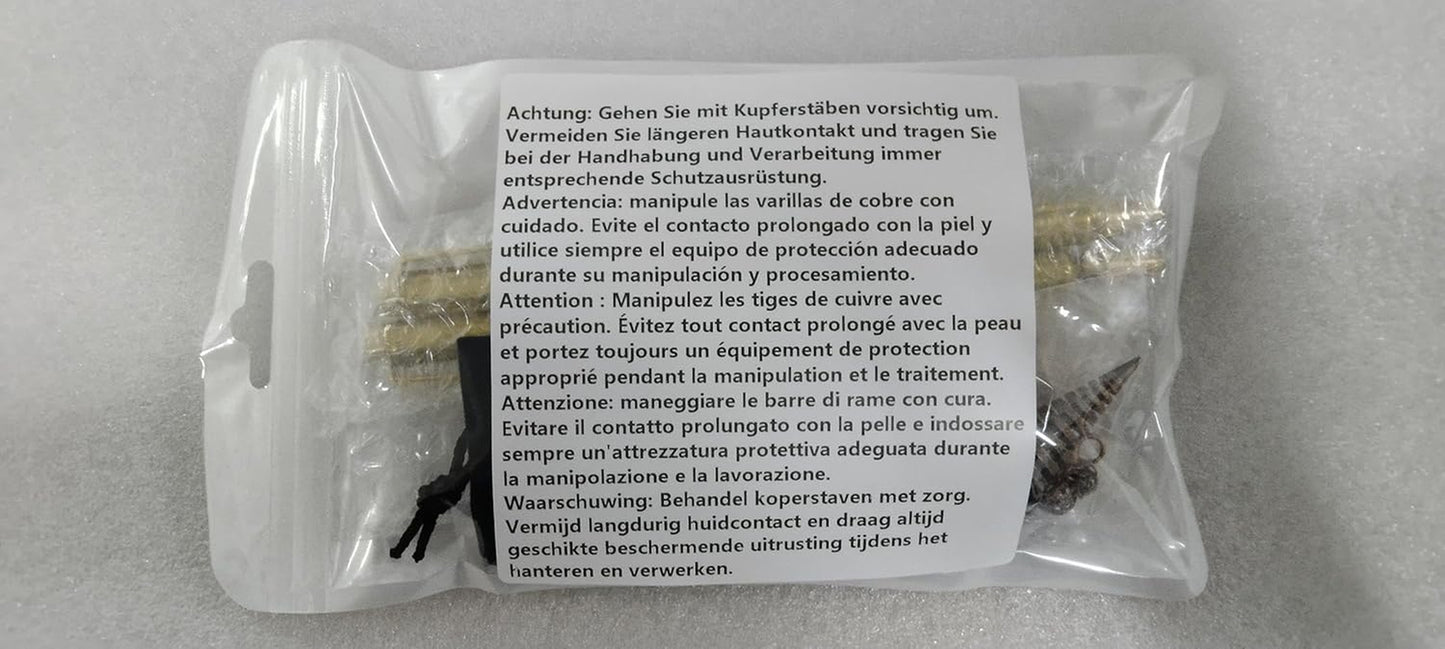 Achtung: Gehen Sie mit Kupferstäben vorsichtig um.
Vermeiden Sie längeren Hautkontakt und tragen Sie
bei der Handhabung und Verarbeitung immer
entsprechende Schutzausrüstung.
Advertencia: manipule las varillas de cobre con
cuidado. Evite el contacto prolongado con la piel y
utilice siempre el equipo de protección adecuado
durante su manipulación y procesamiento.
Attention : Manipulez les tiges de cuivre avec
précaution. Évitez tout contact prolongé avec la peau
et portez toujours un équipement de protection
approprié pendant la manipulation et le traitement.
Attenzione: maneggiare le barre di rame con cura.
Evitare il contatto prolungato con la pelle e indossare
sempre un'attrezzatura protettiva adeguata durante
la manipolazione e la lavorazione.
Waarschuwing: Behandel koperstaven met zorg.
Vermijd langdurig huidcontact en draag altijd
geschikte beschermende uitrusting tijdens het
hanteren en verwerken.